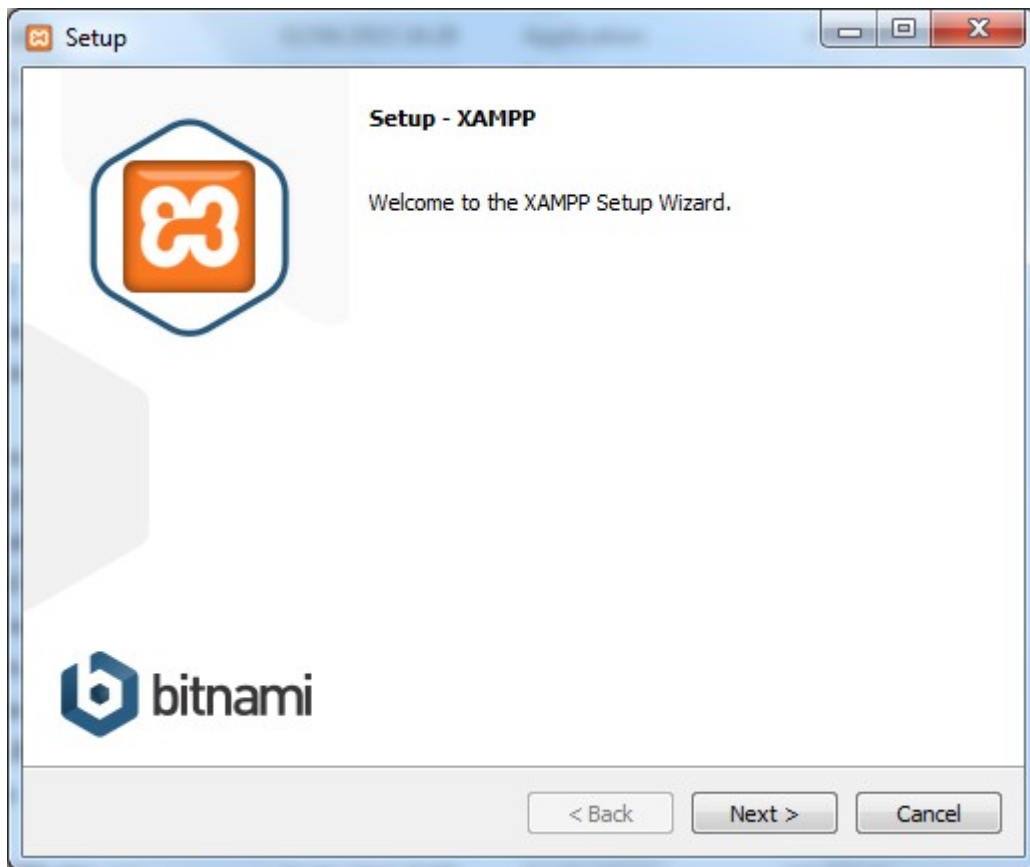 Setup
Setup - XAMPP
Welcome to the XAMPP Setup Wizard.
bitnami
< Back
Next >
Cancel